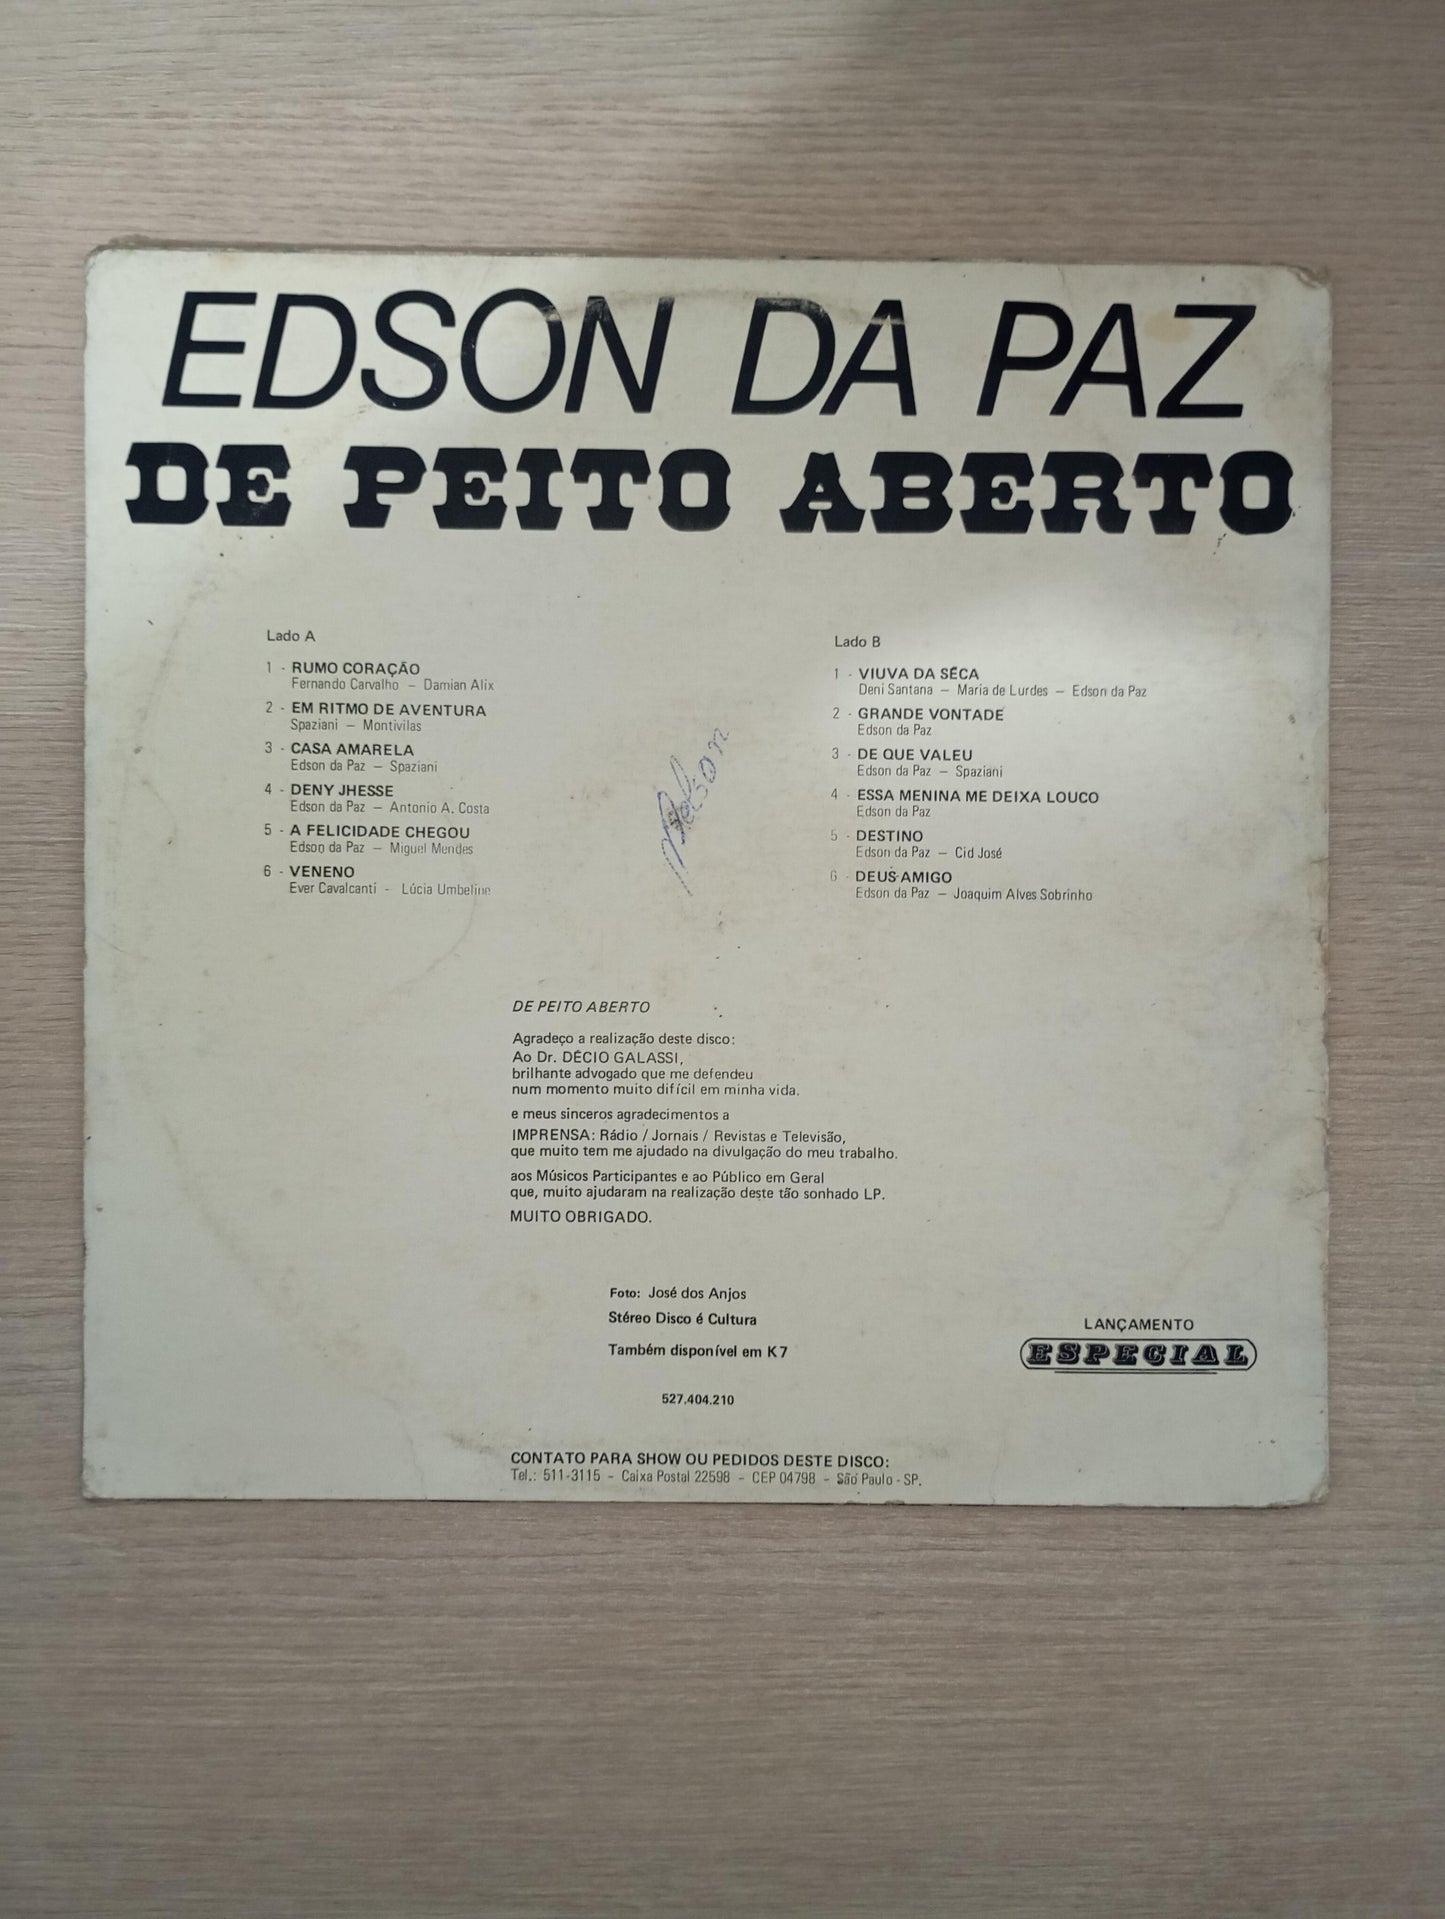 EDSON DA PAZ
DE PEITO ABERTO
Lado A
1 - RUMO CORAÇÃO
Fernando Carvalho — Damian Alix
2 - EM RITMO DE AVENTURA
Spaziani — Montivilas
3 - CASA AMARELA
Edson da Paz — Spaziani
4 - DENY JHESSE
Edson da Paz — Antonio A. Costa
5 - A FELICIDADE CHEGOU
Edson da Paz — Miguel Mendes
6 - VENENO
Ever Cavalcanti - Lúcia Umbeline
Lado B
1 - VIUVA DA SÊCA
Deni Santana — Maria de Lurdes — Edson da Paz
2 - GRANDE VONTADE
Edson da Paz
3 - DE QUE VALEU
Edson da Paz — Spaziani
4 - ESSA MENINA ME DEIXA LOUCO
Edson da Paz
5 - DESTINO
Edson da Paz — Cid José
6 - DEUS AMIGO
Edson da Paz — Joaquim Alves Sobrinho
DE PEITO ABERTO
Agradeço a realização deste disco:
Ao Dr. DÉCIO GALASSI,
brilhante advogado que me defendeu
num momento muito difícil em minha vida.
e meus sinceros agradecimentos a
IMPRENSA: Rádio / Jornais / Revistas e Televisão,
que muito tem me ajudado na divulgação do meu trabalho.
aos Músicos Participantes e ao Público em Geral
que, muito ajudaram na realização deste tão sonhado LP.
MUITO OBRIGADO.
Foto: José dos Anjos
Stéreo Disco é Cultura
Também disponível em K7
527.404.210
LANÇAMENTO
ESPECIAL
CONTATO PARA SHOW OU PEDIDOS DESTE DISCO:
Tel.: 511-3115 - Caixa Postal 22598 - CEP 04798 - São Paulo - SP.